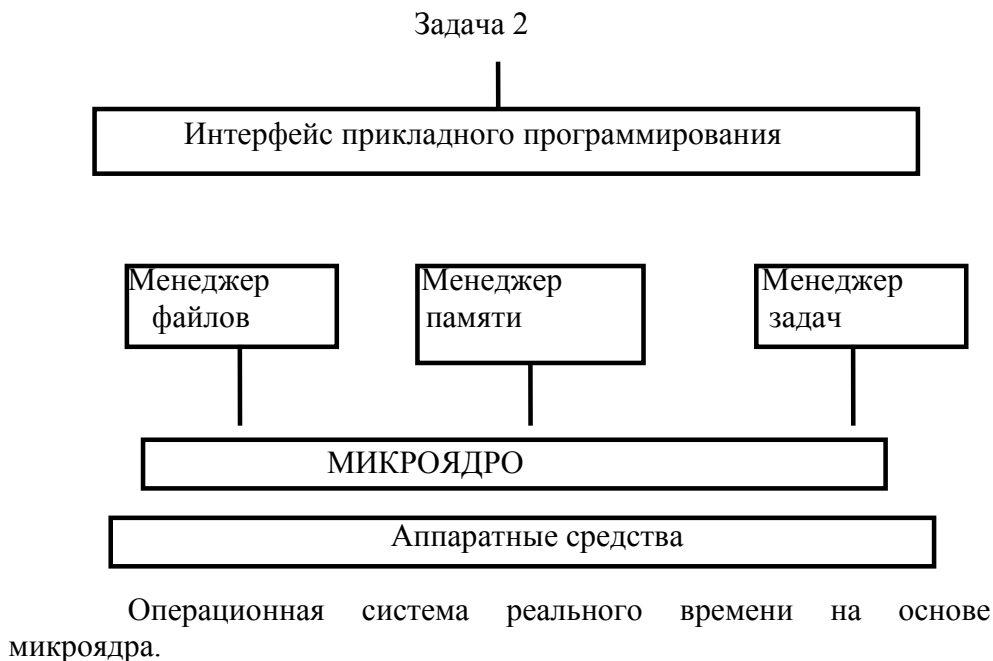 Задача 2
Интерфейс прикладного программирования
Менеджер файлов
Менеджер памяти
Менеджер задач
МИКРОЯДРО
Аппаратные средства
Операционная система реального времени на основе
микроядра.